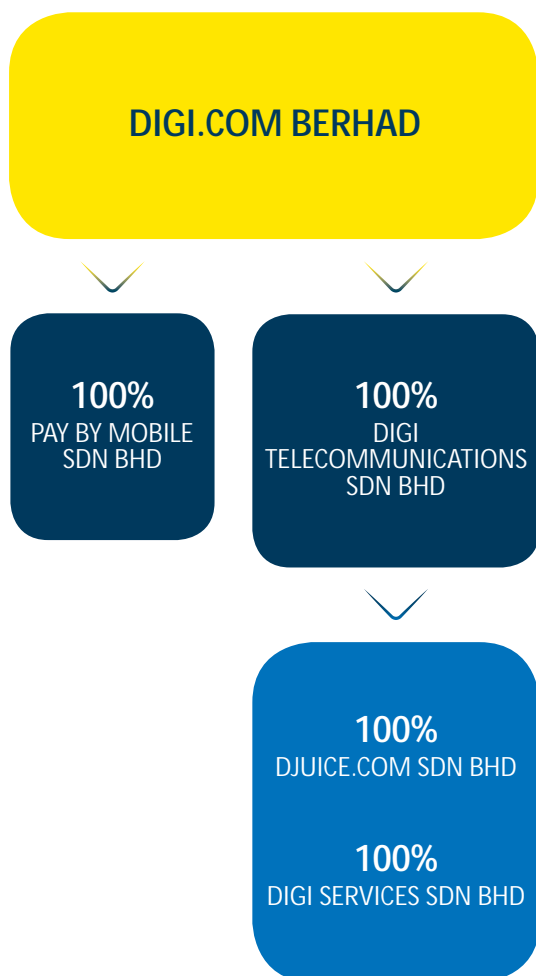 DIGI.COM BERHAD
100%
PAY BY MOBILE
SDN BHD
100%
DIGI
TELECOMMUNICATIONS
SDN BHD
100%
DJUICE.COM SDN BHD
100%
DIGI SERVICES SDN BHD